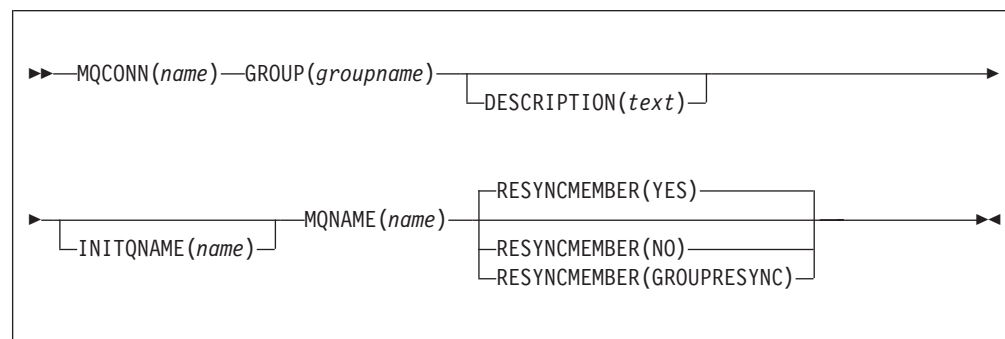 MQCONN(name) GROUP(groupname)
DESCRIPTION(text)
RESYNCMEMBER(YES)
INITQNAME(name) MQNAME(name)
RESYNCMEMBER(NO)
RESYNCMEMBER(GROUPRESYNC)